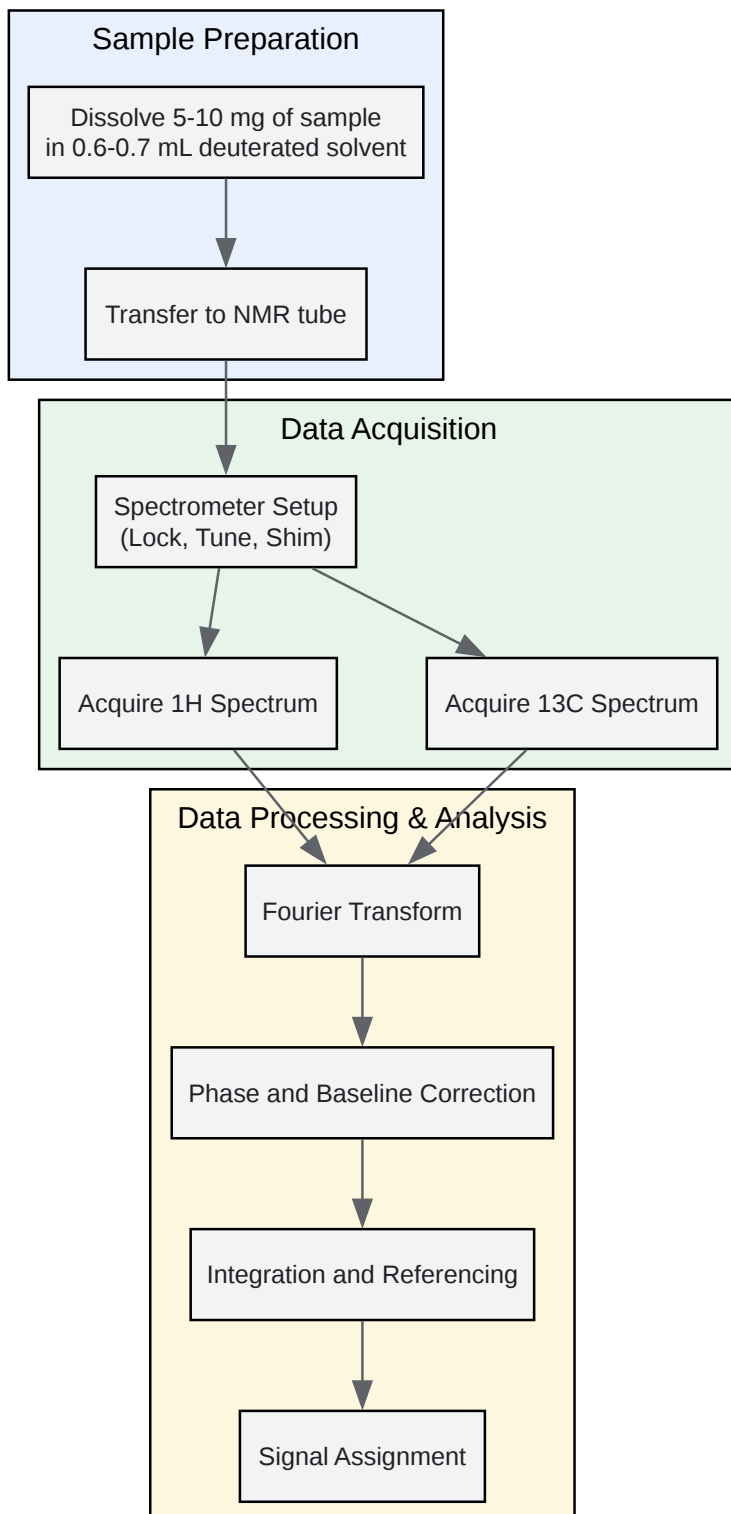 Sample Preparation
Dissolve 5-10 mg of sample
in 0.6-0.7 mL deuterated solvent
Transfer to NMR tube
Data Acquisition
Spectrometer Setup
(Lock, Tune, Shim)
Acquire 1H Spectrum
Acquire 13C Spectrum
Data Processing & Analysis
Fourier Transform
Phase and Baseline Correction
Integration and Referencing
Signal Assignment